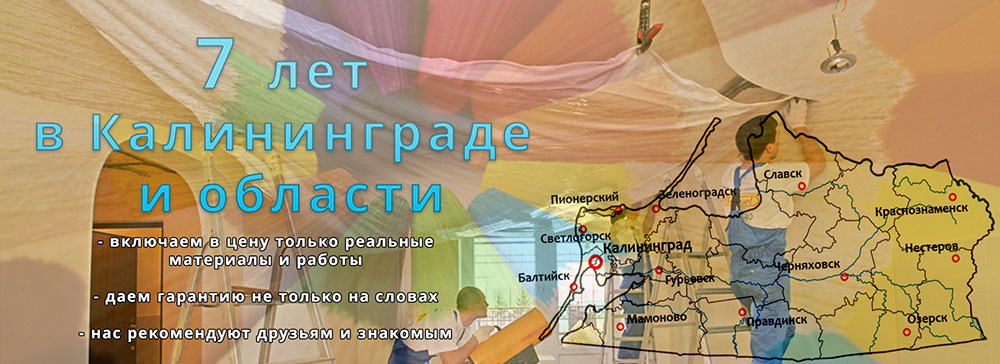 7 лет
в Калининграде
и области
- включаем в цену только реальные
материалы и работы
- даем гарантию не только на словах
- нас рекомендуют друзьям и знакомым
Славск
Пионерский
Зеленоградск
Краснознаменск
Светлогорск
Калининград
Нестеров
Балтийск
Гурьевск
Черняховск
Мамоново
Правдинск
Озерск